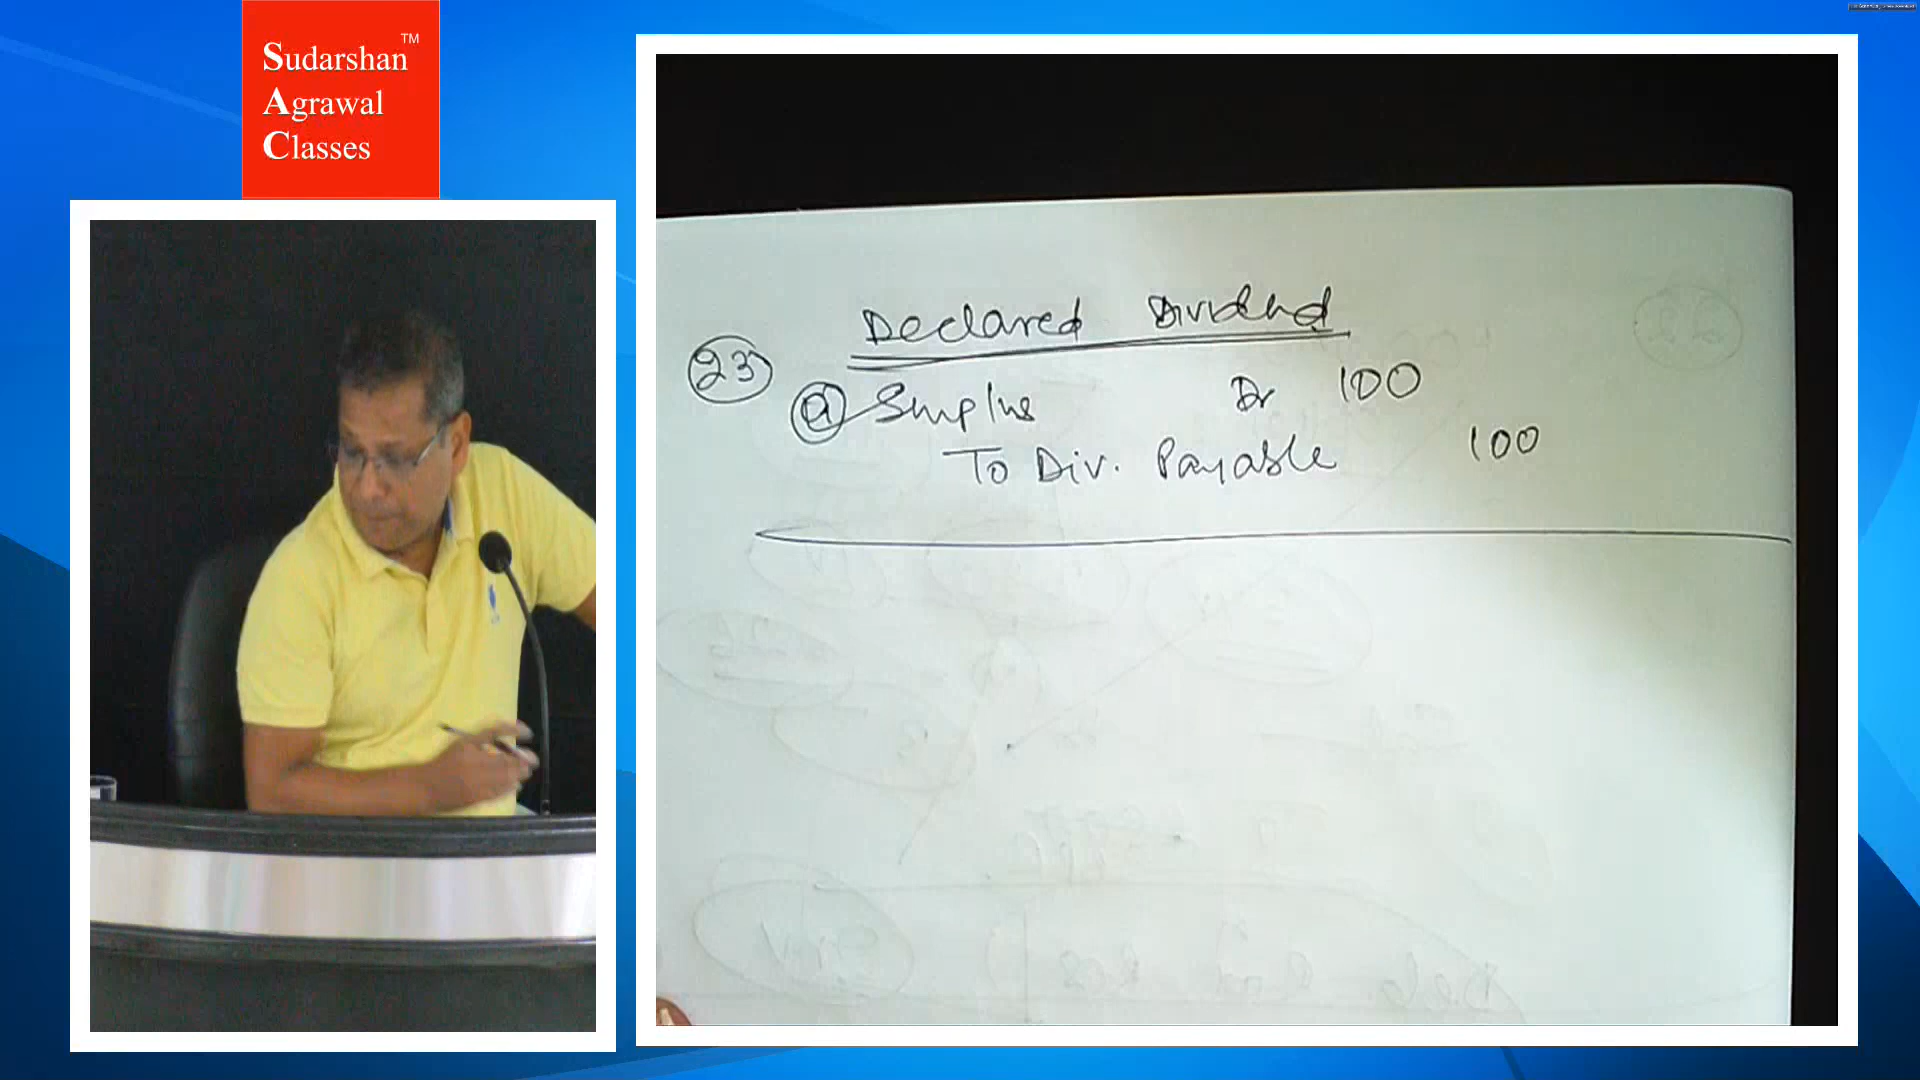 Sudarshan™
Agrawal
Classes
Declared Dividend
23
a Surplus Dr 100
To Div. Payable 100